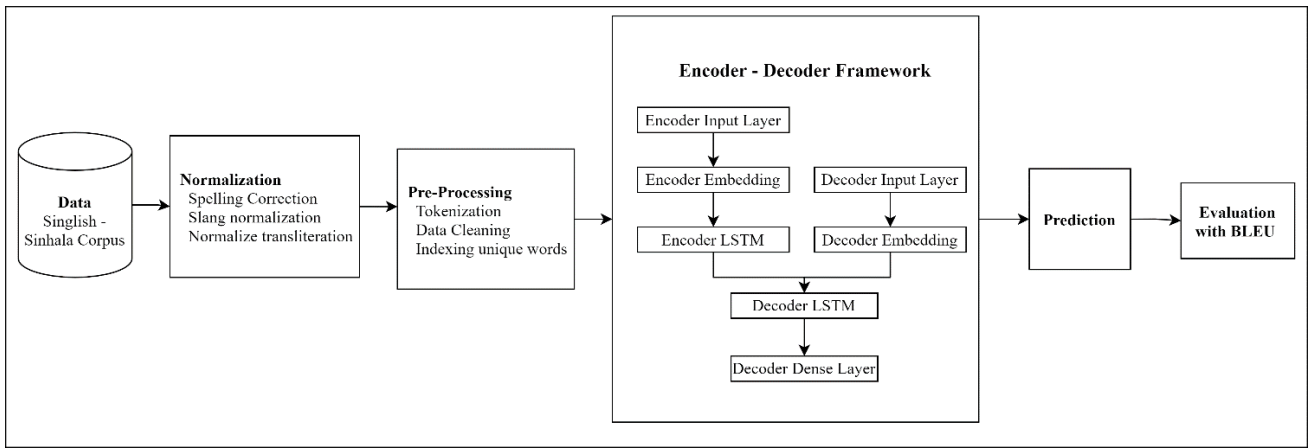 Data
Singlish -
Sinhala Corpus
Normalization
Spelling Correction
Slang normalization
Normalize transliteration
Pre-Processing
Tokenization
Data Cleaning
Indexing unique words
Encoder - Decoder Framework
Encoder Input Layer
Encoder Embedding
Decoder Input Layer
Encoder LSTM
Decoder Embedding
Decoder LSTM
Decoder Dense Layer
Prediction
Evaluation
with BLEU